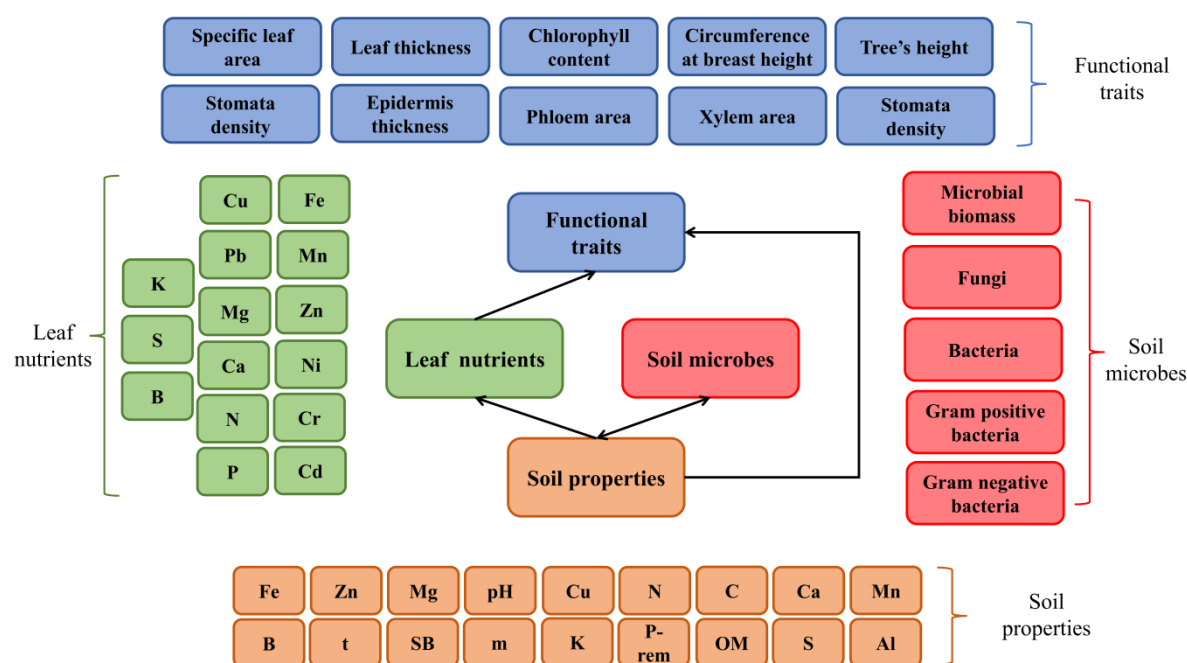 Specific leaf
area
Leaf thickness
Chlorophyll
content
Circumference
at breast height
Tree's height
Stomata
density
Epidermis
thickness
Phloem area
Xylem area
Stomata
density
Functional
traits
Leaf
nutrients
K
S
B
Cu
Fe
Pb
Mn
Mg
Zn
Ca
Ni
N
Cr
P
Cd
Functional
traits
Leaf nutrients
Soil microbes
Soil properties
Microbial
biomass
Fungi
Bacteria
Gram positive
bacteria
Gram negative
bacteria
Soil
microbes
Fe
Zn
Mg
pH
Cu
N
C
Ca
Mn
B
t
SB
m
K
P-
rem
OM
S
Al
Soil
properties